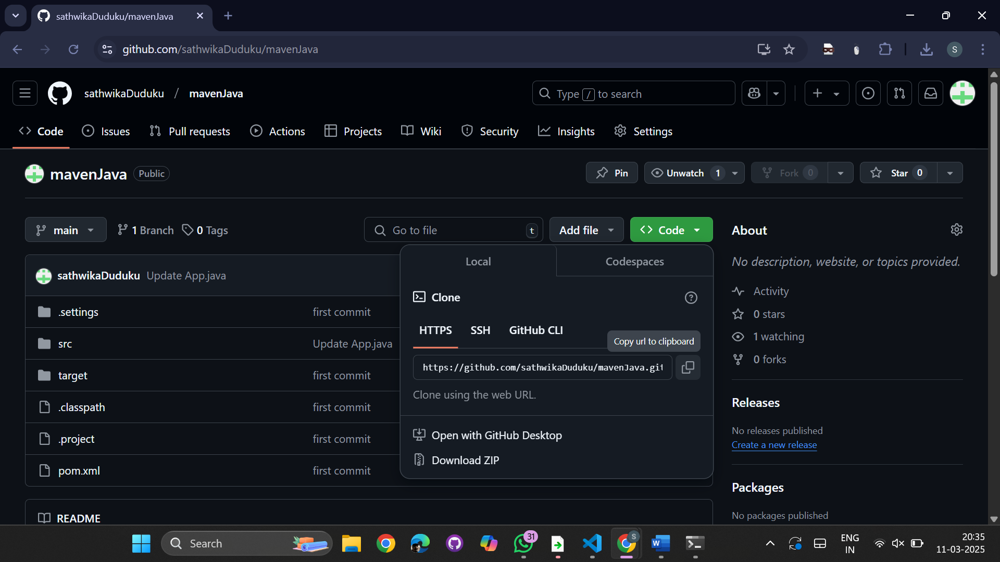 sathwikaDuduku/mavenJava
github.com/sathwikaDuduku/mavenJava
S
sathwikaDuduku / mavenJava
Type / to search
Code
Issues
Pull requests
Actions
Projects
Wiki
Security
Insights
Settings
mavenJava Public
Pin
Unwatch 1
Fork 0
Star 0
main
1 Branch
0 Tags
Go to file t
Add file
Code
sathwikaDuduku Update App.java
.settings first commit
src Update App.java
target first commit
.classpath first commit
.project first commit
pom.xml first commit
README
Local
Codespaces
Clone
HTTPS
SSH
GitHub CLI
Copy url to clipboard
https://github.com/sathwikaDuduku/mavenJava.git
Clone using the web URL.
Open with GitHub Desktop
Download ZIP
About
No description, website, or topics provided.
Activity
0 stars
1 watching
0 forks
Releases
No releases published
Create a new release
Packages
No packages published
Search
31
S
W
ENG
IN
20:35
11-03-2025